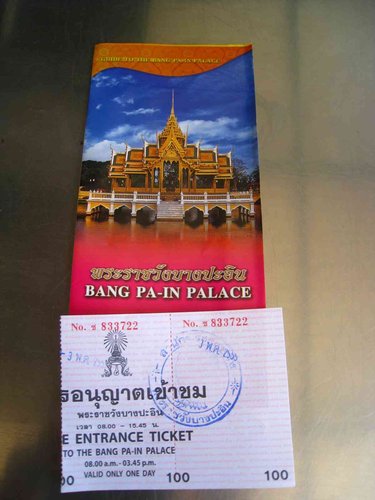 GUIDE TO THE BANG PA-IN PALACE
พระราชวังบางปะอิน
BANG PA-IN PALACE
No. ช 833722
No. ช 833722
รอนุญาตเข้าชม
พระราชวังบางปะอิน
เวลา 08.00 - 15.45 น.
E ENTRANCE TICKET
TO THE BANG PA-IN PALACE
08.00 a.m.- 03.45 p.m.
VALID ONLY ONE DAY
00
100
100